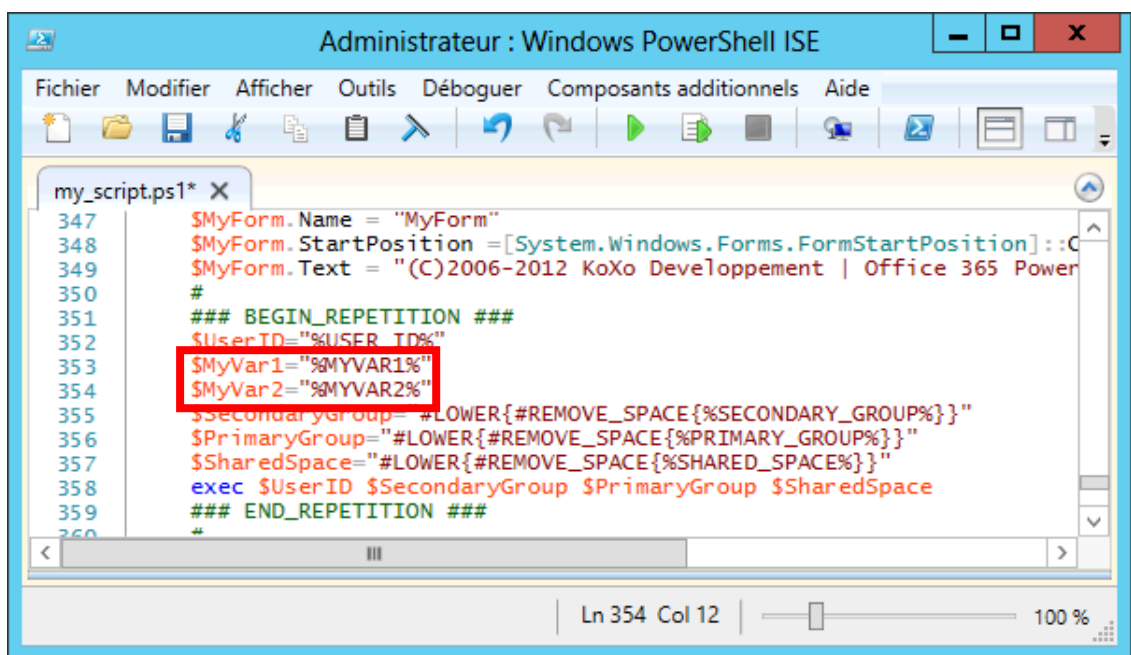 Administrateur : Windows PowerShell ISE
Fichier Modifier Afficher Outils Déboguer Composants additionnels Aide
my_script.ps1*
347 $MyForm.Name = "MyForm"
348 $MyForm.StartPosition =[System.Windows.Forms.FormStartPosition]::C
349 $MyForm.Text = "(C)2006-2012 KoXo Developpement | Office 365 Power
350 #
351 ### BEGIN_REPETITION ###
352 $UserID="%USER_ID%"
353 $MyVar1="%MYVAR1%"
354 $MyVar2="%MYVAR2%"
355 $SecondaryGroup="#LOWER{#REMOVE_SPACE{%SECONDARY_GROUP%}}"
356 $PrimaryGroup="#LOWER{#REMOVE_SPACE{%PRIMARY_GROUP%}}"
357 $SharedSpace="#LOWER{#REMOVE_SPACE{%SHARED_SPACE%}}"
358 exec $UserID $SecondaryGroup $PrimaryGroup $SharedSpace
359 ### END_REPETITION ###
360 #
Ln 354 Col 12 100 %